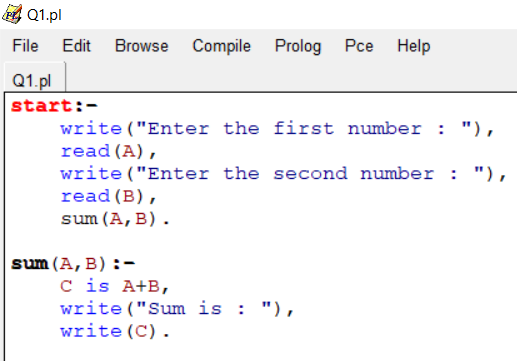 Q1.pl
File Edit Browse Compile Prolog Pce Help
Q1.pl
start:-
    write("Enter the first number : "),
    read(A),
    write("Enter the second number : "),
    read(B),
    sum(A,B).

sum(A,B):-
    C is A+B,
    write("Sum is : "),
    write(C).